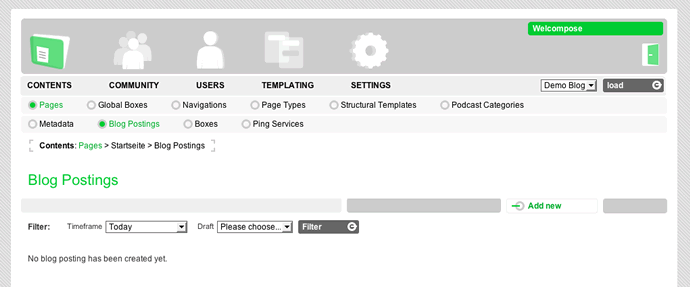 Welcompose
CONTENTS COMMUNITY USERS TEMPLATING SETTINGS Demo Blog load
Pages Global Boxes Navigations Page Types Structural Templates Podcast Categories
Metadata Blog Postings Boxes Ping Services
Contents: Pages > Startseite > Blog Postings
Blog Postings
Add new
Filter: Timeframe Today Draft Please choose... Filter
No blog posting has been created yet.